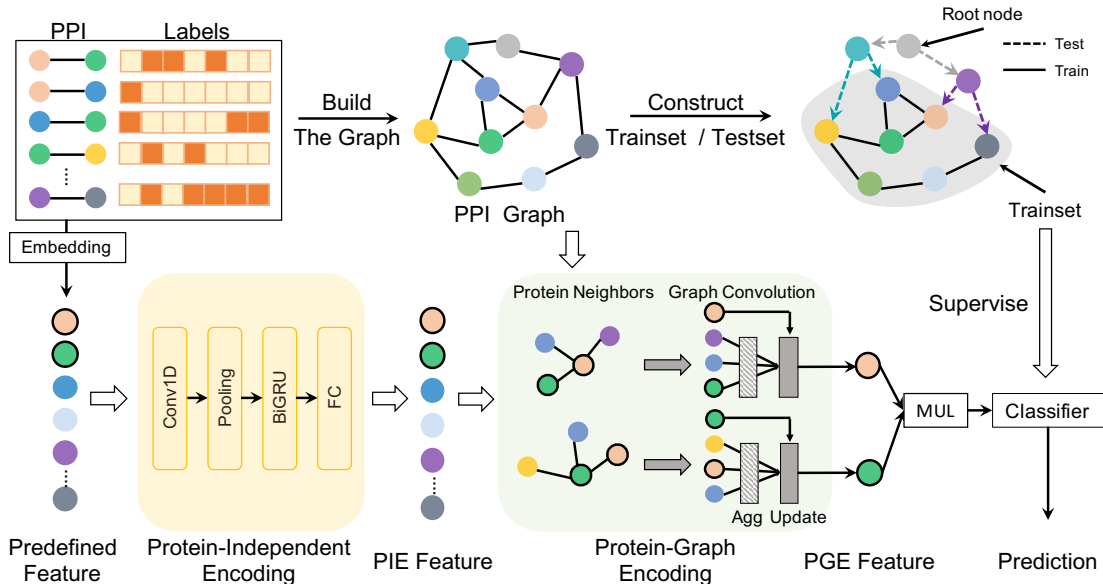 PPI
Labels
Build
The Graph
PPI Graph
Construct
Trainset / Testset
Root node
Test
Train
Trainset
Supervise
Embedding
Conv1D
Pooling
BiGRU
FC
Protein Neighbors
Graph Convolution
Agg
Update
MUL
Classifier
Predefined
Feature
Protein-Independent
Encoding
PIE Feature
Protein-Graph
Encoding
PGE Feature
Prediction